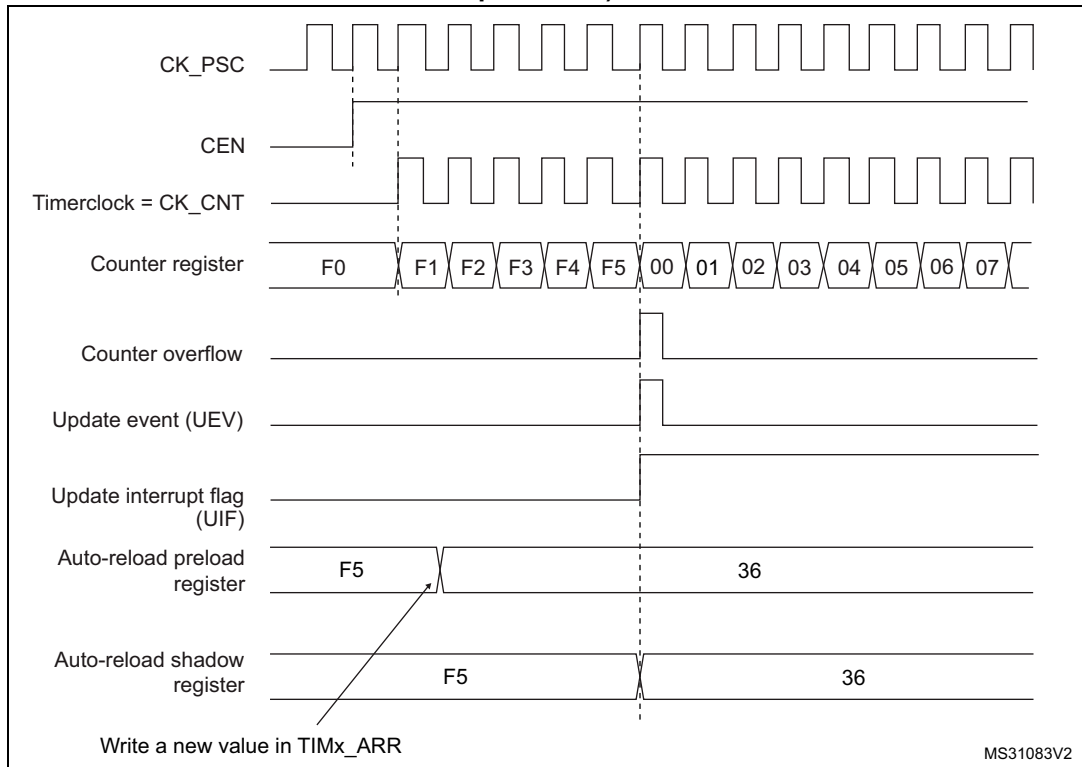 CK_PSC
CEN
Timerclock = CK_CNT
Counter register
F0 F1 F2 F3 F4 F5 00 01 02 03 04 05 06 07
Counter overflow
Update event (UEV)
Update interrupt flag
(UIF)
Auto-reload preload
register
F5 36
Auto-reload shadow
register
F5 36
Write a new value in TIMx_ARR
MS31083V2